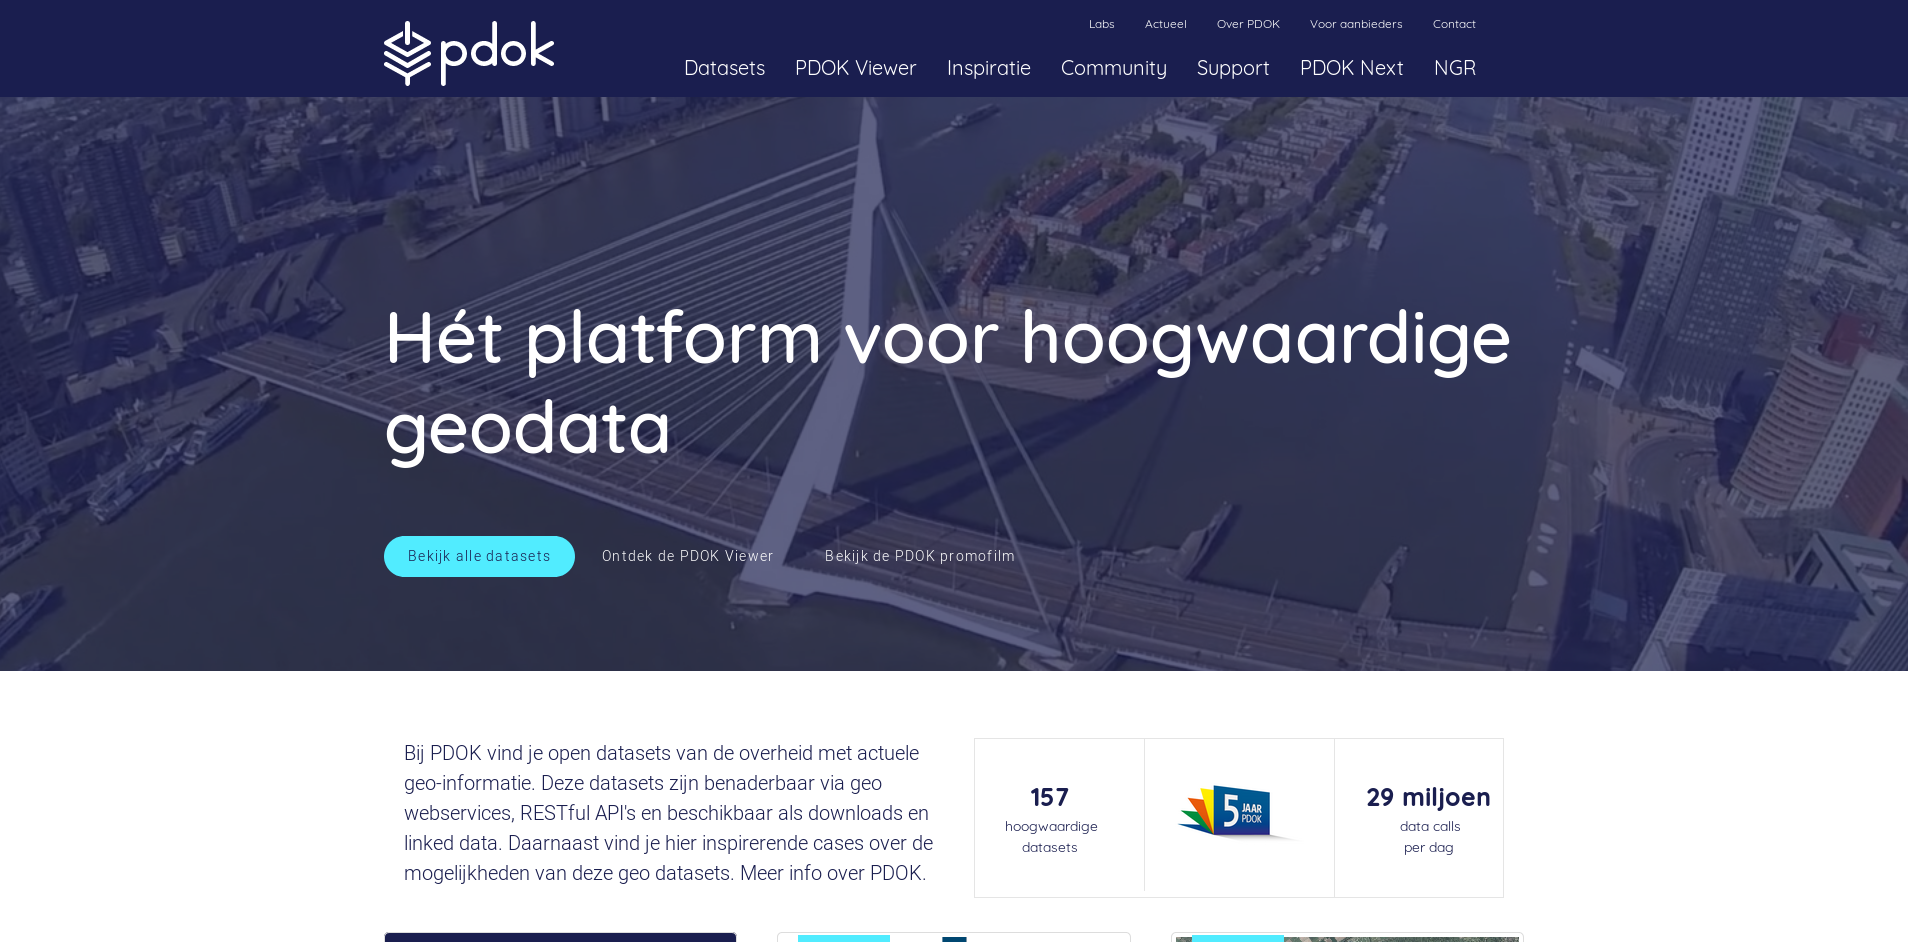 pdok
Labs Actueel Over PDOK Voor aanbieders Contact
Datasets PDOK Viewer Inspiratie Community Support PDOK Next NGR
Hét platform voor hoogwaardige
geodata
Bekijk alle datasets Ontdek de PDOK Viewer Bekijk de PDOK promofilm
Bij PDOK vind je open datasets van de overheid met actuele
geo-informatie. Deze datasets zijn benaderbaar via geo
webservices, RESTful API's en beschikbaar als downloads en
linked data. Daarnaast vind je hier inspirerende cases over de
mogelijkheden van deze geo datasets. Meer info over PDOK.
157
hoogwaardige
datasets
5 JAAR
PDOK
29 miljoen
data calls
per dag